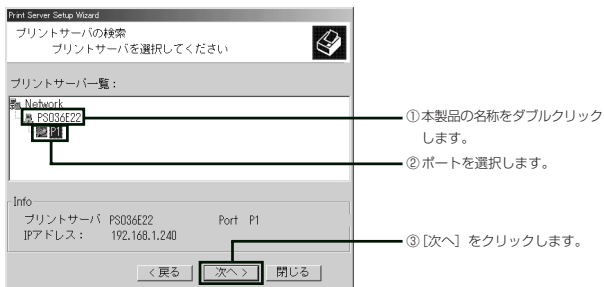 Print Server Setup Wizard
プリントサーバの検索
プリントサーバを選択してください
プリントサーバ一覧：
Network
PS036E22
P1
Info
プリントサーバ PS036E22 Port P1
IPアドレス： 192.168.1.240
＜戻る 次へ＞ 閉じる
①本製品の名称をダブルクリック
します。
②ポートを選択します。
③[次へ] をクリックします。